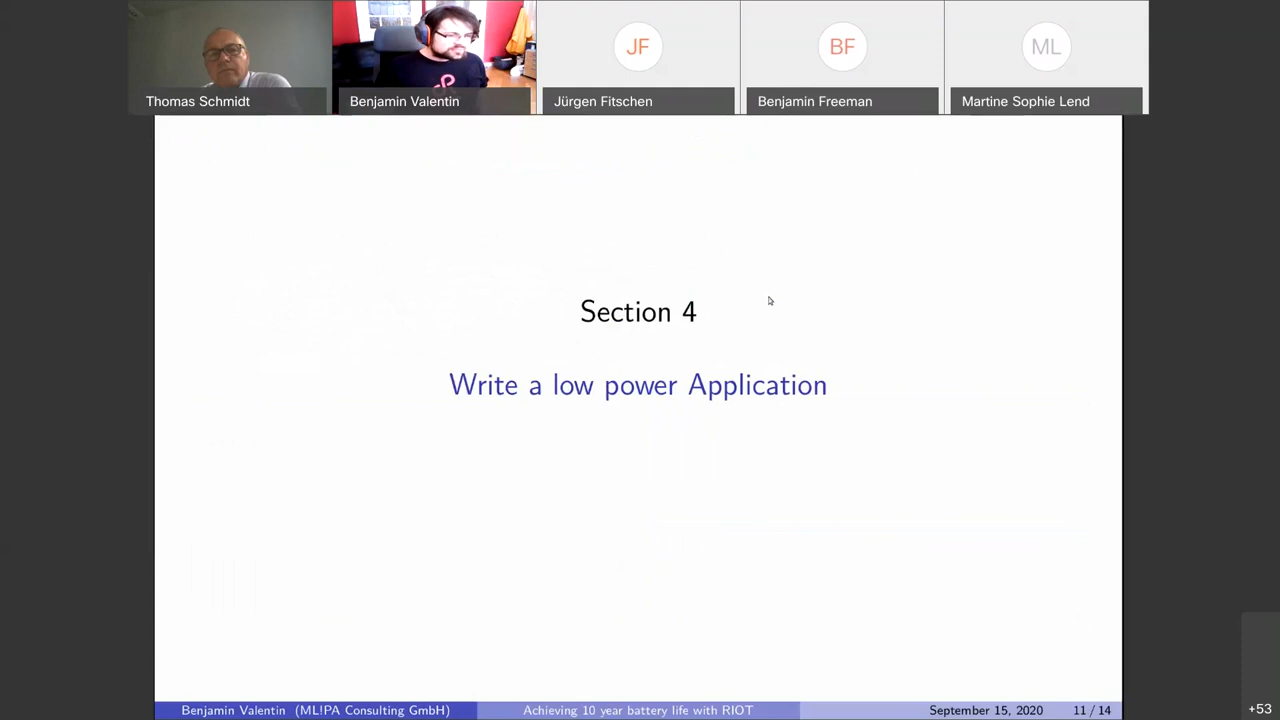 JF
BF
ML
Thomas Schmidt
Benjamin Valentin
Jürgen Fitschen
Benjamin Freeman
Martine Sophie Lend
Section 4
Write a low power Application
Benjamin Valentin (ML!PA Consulting GmbH)
Achieving 10 year battery life with RIOT
September 15, 2020
11 / 14
+53